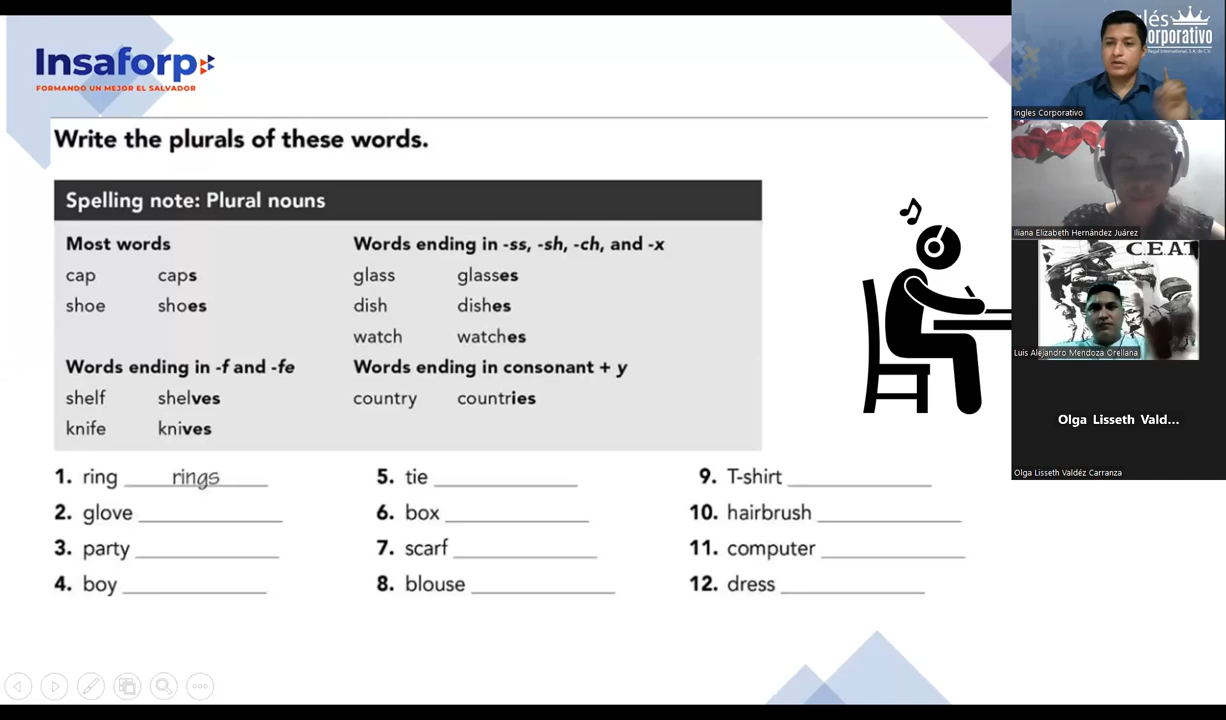 Insaforp
FORMANDO UN MEJOR EL SALVADOR
Write the plurals of these words.
Spelling note: Plural nouns
Most words
cap caps
shoe shoes
Words ending in -f and -fe
shelf shelves
knife knives
Words ending in -ss, -sh, -ch, and -x
glass glasses
dish dishes
watch watches
Words ending in consonant + y
country countries
1. ring rings
2. glove
3. party
4. boy
5. tie
6. box
7. scarf
8. blouse
9. T-shirt
10. hairbrush
11. computer
12. dress
Ingles Corporativo
Iliana Elizabeth Hernández Juárez
C.E.A.T
Luis Alejandro Mendoza Orellana
Olga Lisseth Vald...
Olga Lisseth Valdéz Carranza